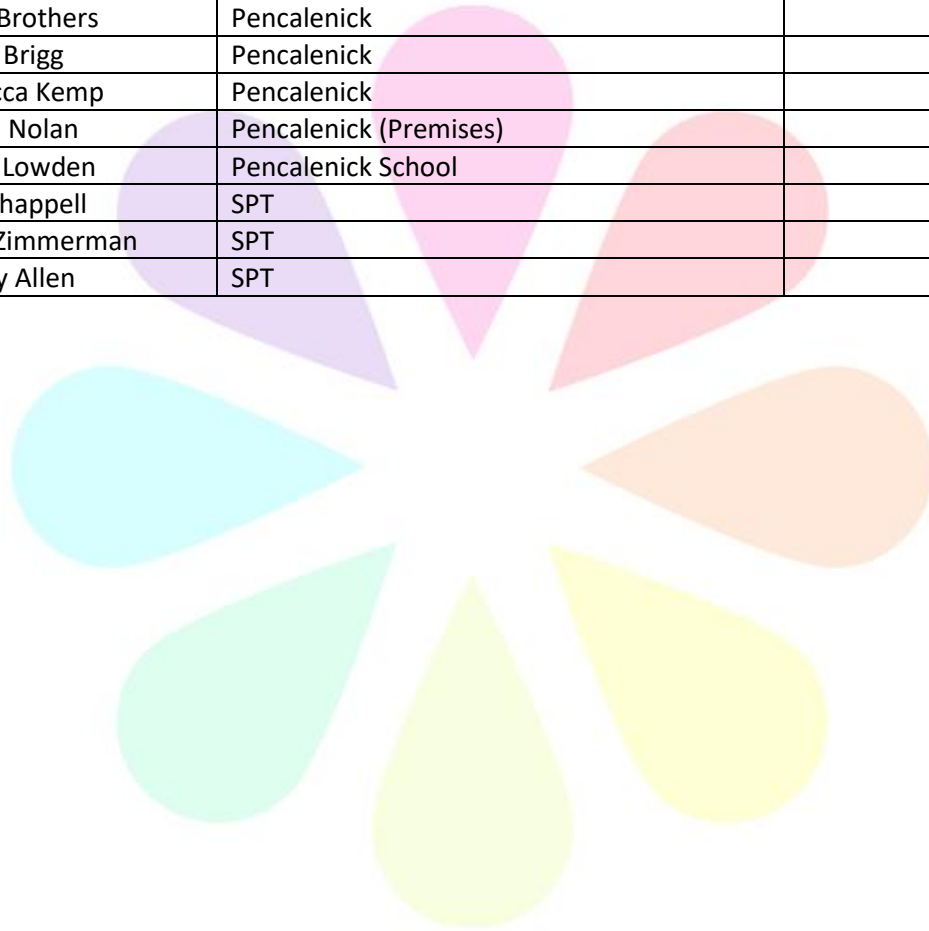 Brothers Pencalenick
Brigg Pencalenick
cca Kemp Pencalenick
Nolan Pencalenick (Premises)
Lowden Pencalenick School
happell SPT
Zimmerman SPT
y Allen SPT